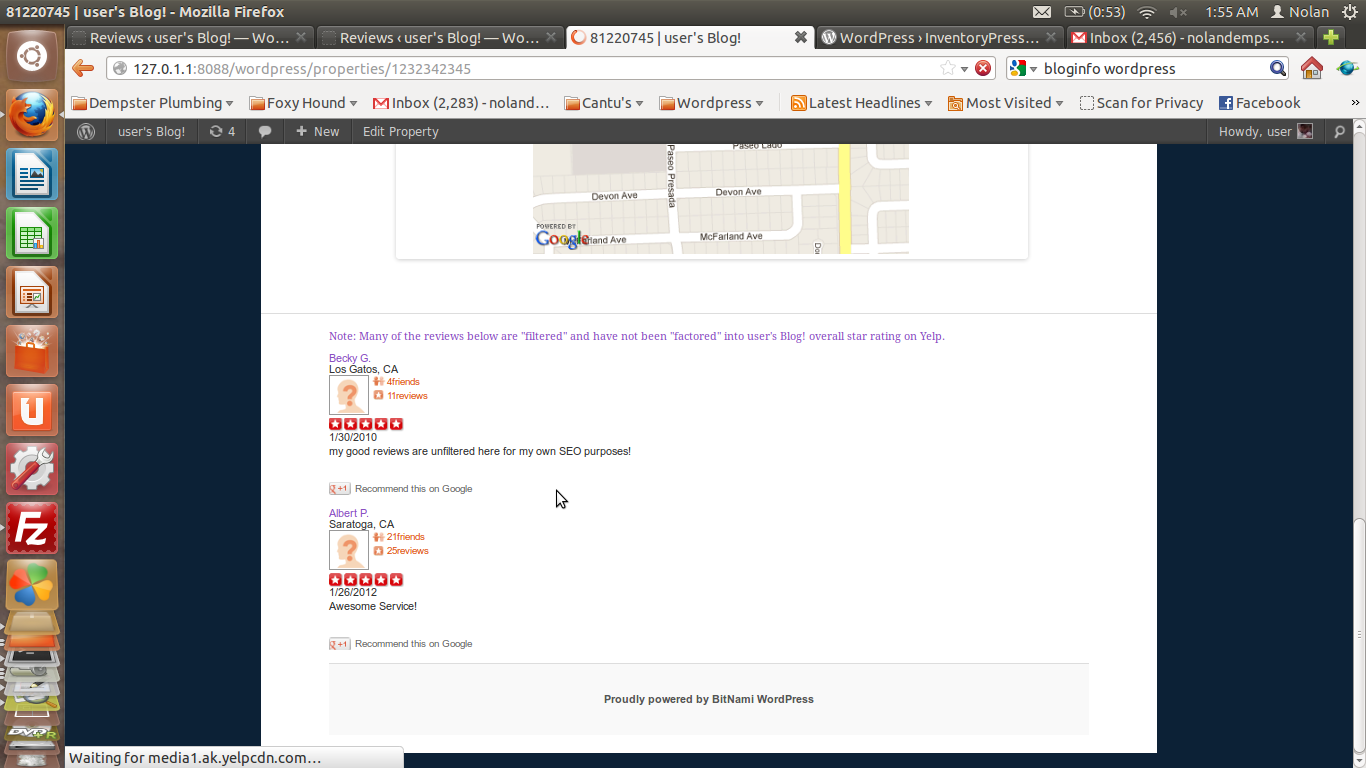 81220745 | user's Blog! - Mozilla Firefox
(0:53) 1:55 AM Nolan
Reviews ‹ user's Blog! — Wo...
Reviews ‹ user's Blog! — Wo...
81220745 | user's Blog!
WordPress › InventoryPress...
Inbox (2,456) - nolandemps...
127.0.1.1:8088/wordpress/properties/1232342345
bloginfo wordpress
Dempster Plumbing
Foxy Hound
Inbox (2,283) - noland...
Cantu's
Wordpress
Latest Headlines
Most Visited
Scan for Privacy
Facebook
»
user's Blog!
4
New
Edit Property
Howdy, user
Paseo Lado
Paseo Presada
Devon Ave
Devon Ave
POWERED BY
Google
McFarland Ave
Note: Many of the reviews below are "filtered" and have not been "factored" into user's Blog! overall star rating on Yelp.
Becky G.
Los Gatos, CA
4friends
11reviews
1/30/2010
my good reviews are unfiltered here for my own SEO purposes!
+1 Recommend this on Google
Albert P.
Saratoga, CA
21friends
25reviews
1/26/2012
Awesome Service!
+1 Recommend this on Google
Proudly powered by BitNami WordPress
Waiting for media1.ak.yelpcdn.com...